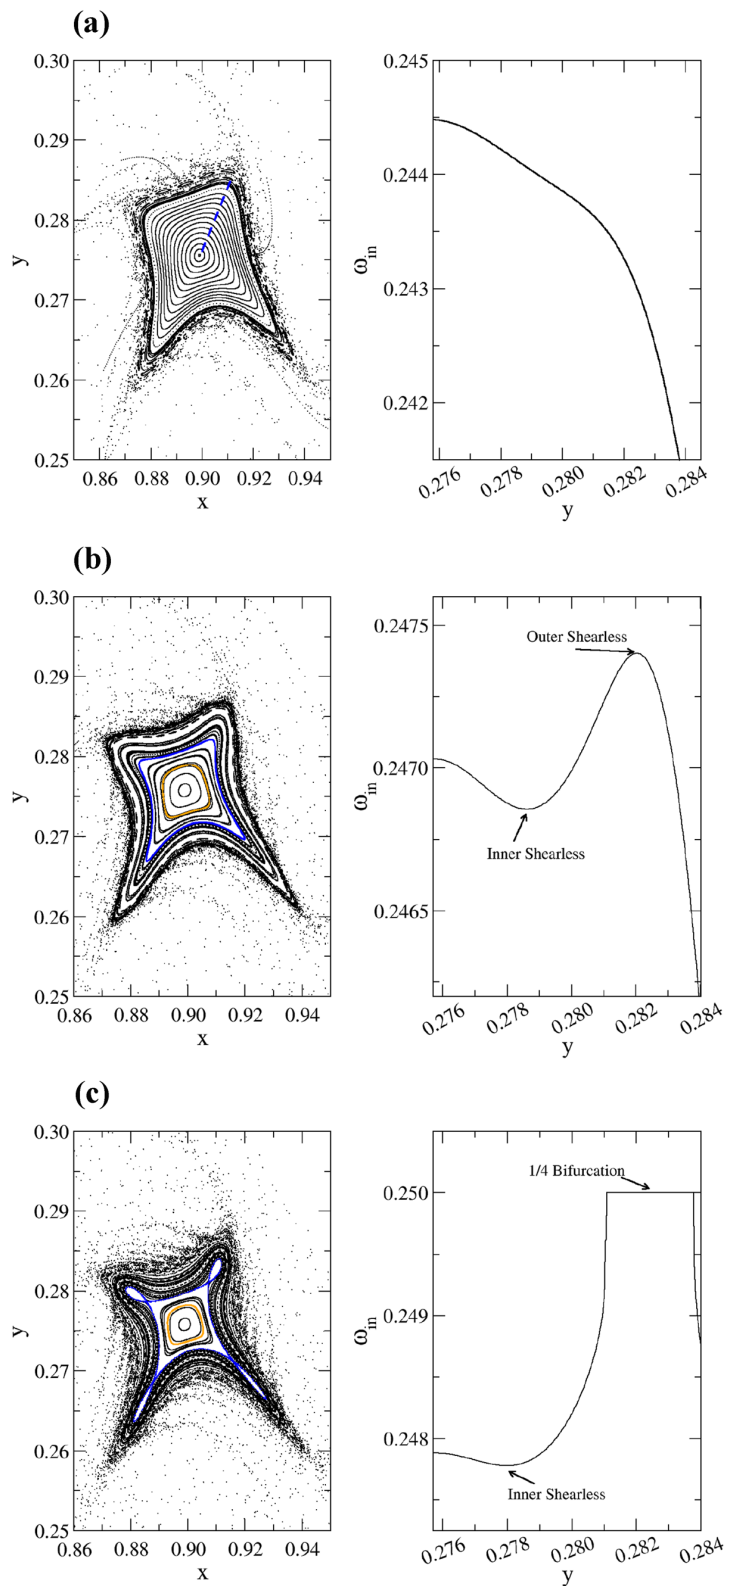 (a)
0.30
0.29
0.28
0.27
0.26
0.25
y
0.86 0.88 0.90 0.92 0.94
x
0.245
0.244
0.243
0.242
ω_in
0.276 0.278 0.280 0.282 0.284
y
(b)
0.30
0.29
0.28
0.27
0.26
0.25
y
0.86 0.88 0.90 0.92 0.94
x
0.2475
0.2470
0.2465
ω_in
Outer Shearless
Inner Shearless
0.276 0.278 0.280 0.282 0.284
y
(c)
0.30
0.29
0.28
0.27
0.26
0.25
y
0.86 0.88 0.90 0.92 0.94
x
0.250
0.249
0.248
ω_in
1/4 Bifurcation
Inner Shearless
0.276 0.278 0.280 0.282 0.284
y